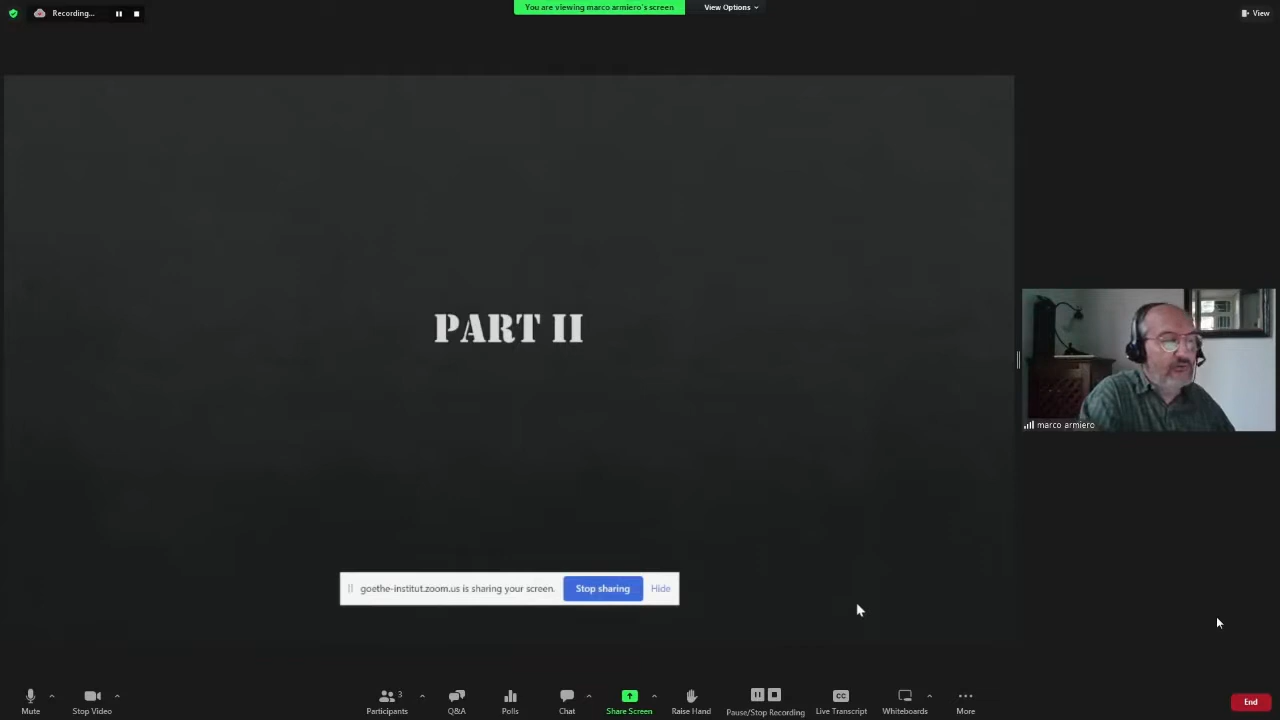 Recording...
You are viewing marco armiero's screen
View Options
View
PART II
marco armiero
goethe-institut.zoom.us is sharing your screen.
Stop sharing
Hide
Mute
Stop Video
3
Participants
Q&A
Polls
Chat
Share Screen
Raise Hand
Pause/Stop Recording
CC
Live Transcript
Whiteboards
More
End